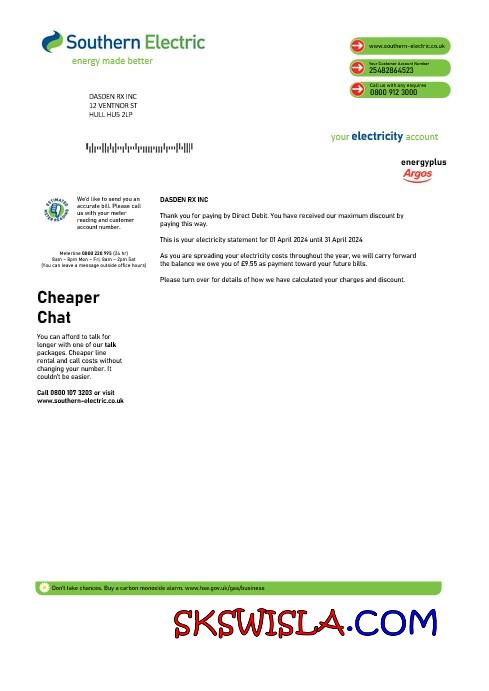 Southern Electric
energy made better
www.southern-electric.co.uk
Your Customer Account Number
25482864523
Call us with any enquires
0800 912 3000
DASDEN RX INC
12 VENTNOR ST
HULL HU5 2LP
your electricity account
energyplus
Argos
ESTIMATED
METER READING
We'd like to send you an
accurate bill. Please call
us with your meter
reading and customer
account number.
Meterline 0800 220 995 (24 hr)
8am - 8pm Mon - Fri, 8am - 2pm Sat
(You can leave a message outside office hours)
Cheaper
Chat
You can afford to talk for
longer with one of our talk
packages. Cheaper line
rental and call costs without
changing your number. It
couldn't be easier.
Call 0800 107 3203 or visit
www.southern-electric.co.uk
DASDEN RX INC
Thank you for paying by Direct Debit. You have received our maximum discount by
paying this way.
This is your electricity statement for 01 April 2024 until 31 April 2024
As you are spreading your electricity costs throughout the year, we will carry forward
the balance we owe you of £9.55 as payment toward your future bills.
Please turn over for details of how we have calculated your charges and discount.
Don't take chances. Buy a carbon monoxide alarm. www.hse.gov.uk/gas/business
SKSWISLA.COM